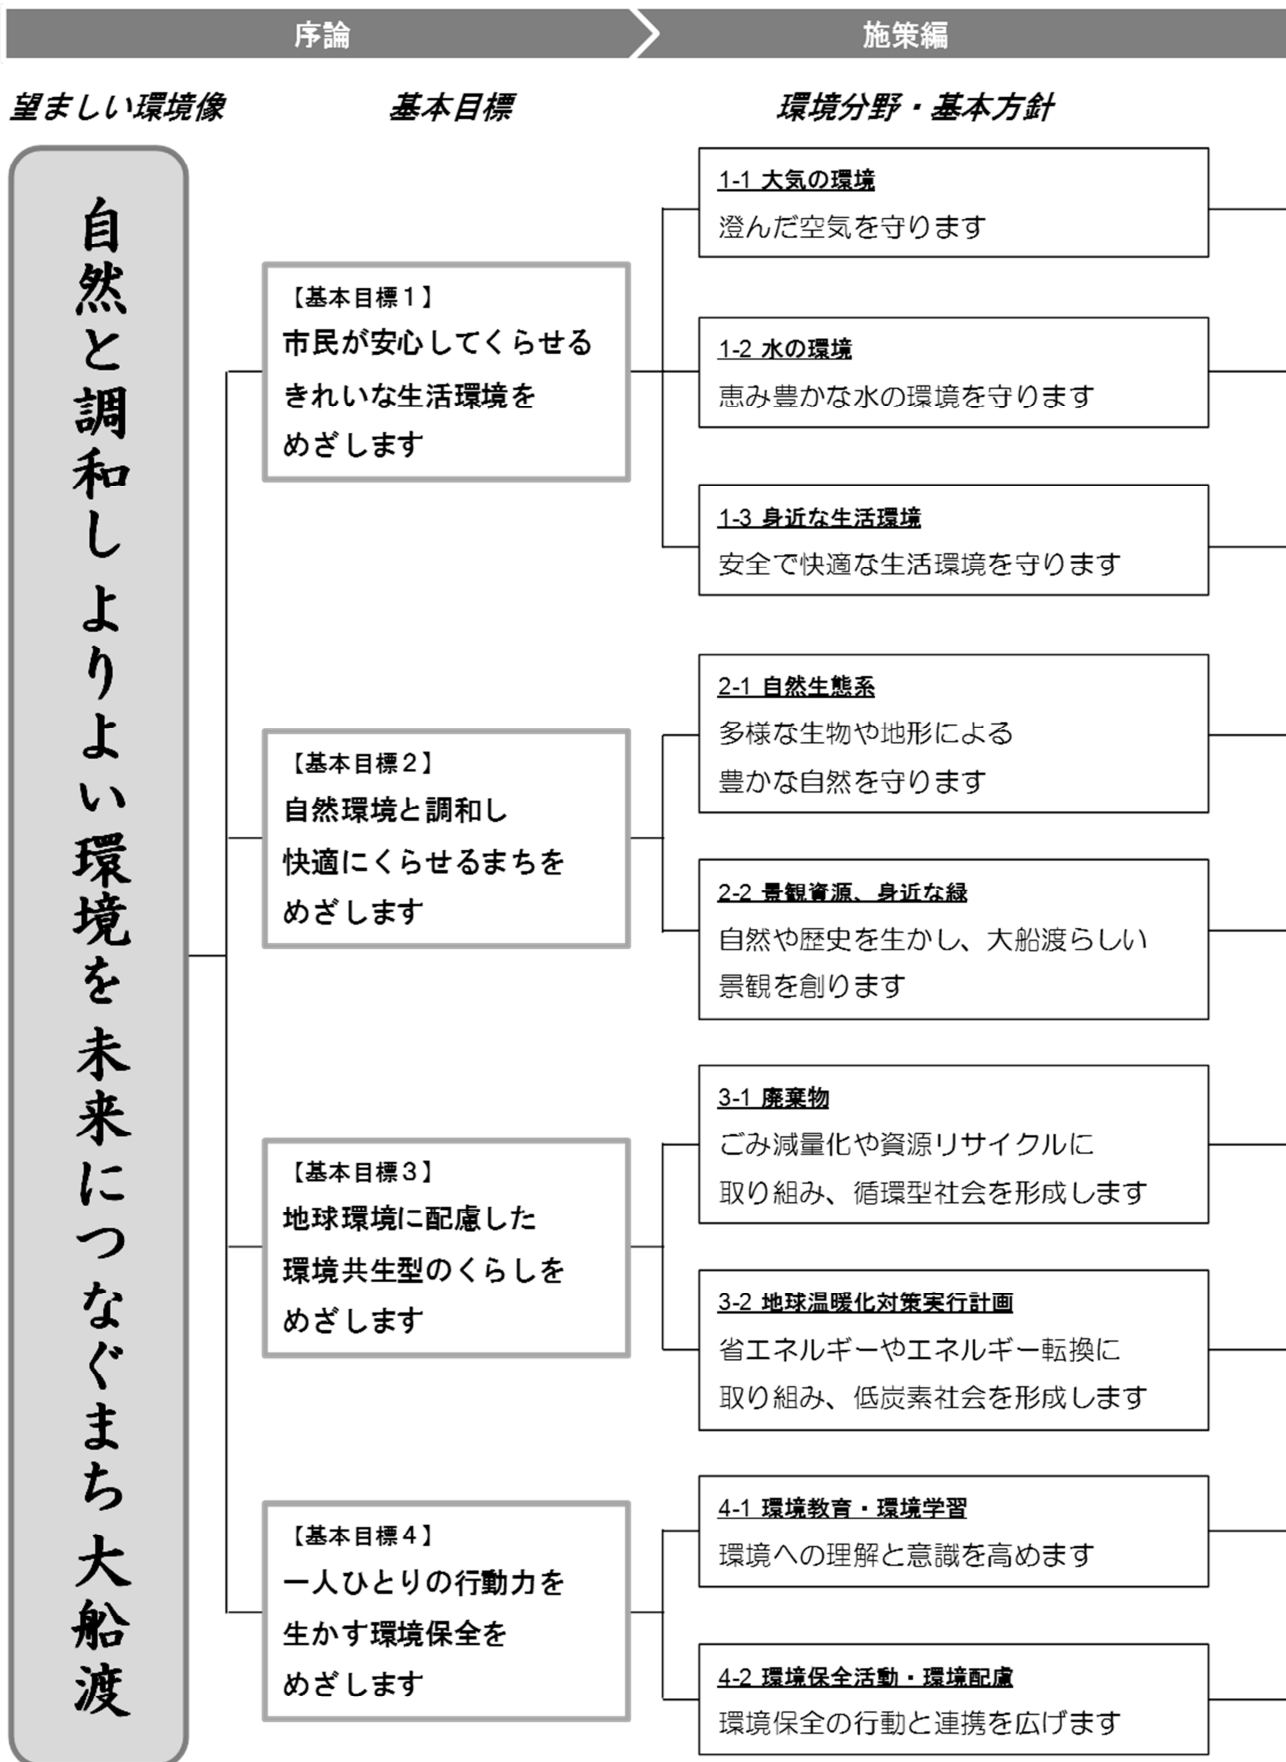 序論
施策編
望ましい環境像
基本目標
環境分野・基本方針
自然と調和しよりよい環境を未来につなぐまち大船渡
【基本目標1】
市民が安心してくらせる
きれいな生活環境を
めざします
1-1 大気の環境
澄んだ空気を守ります
1-2 水の環境
恵み豊かな水の環境を守ります
1-3 身近な生活環境
安全で快適な生活環境を守ります
【基本目標2】
自然環境と調和し
快適にくらせるまちを
めざします
2-1 自然生態系
多様な生物や地形による
豊かな自然を守ります
2-2 景観資源、身近な緑
自然や歴史を生かし、大船渡らしい
景観を創ります
【基本目標3】
地球環境に配慮した
環境共生型のくらしを
めざします
3-1 廃棄物
ごみ減量化や資源リサイクルに
取り組み、循環型社会を形成します
3-2 地球温暖化対策実行計画
省エネルギーやエネルギー転換に
取り組み、低炭素社会を形成します
【基本目標4】
一人ひとりの行動力を
生かす環境保全を
めざします
4-1 環境教育・環境学習
環境への理解と意識を高めます
4-2 環境保全活動・環境配慮
環境保全の行動と連携を広げます